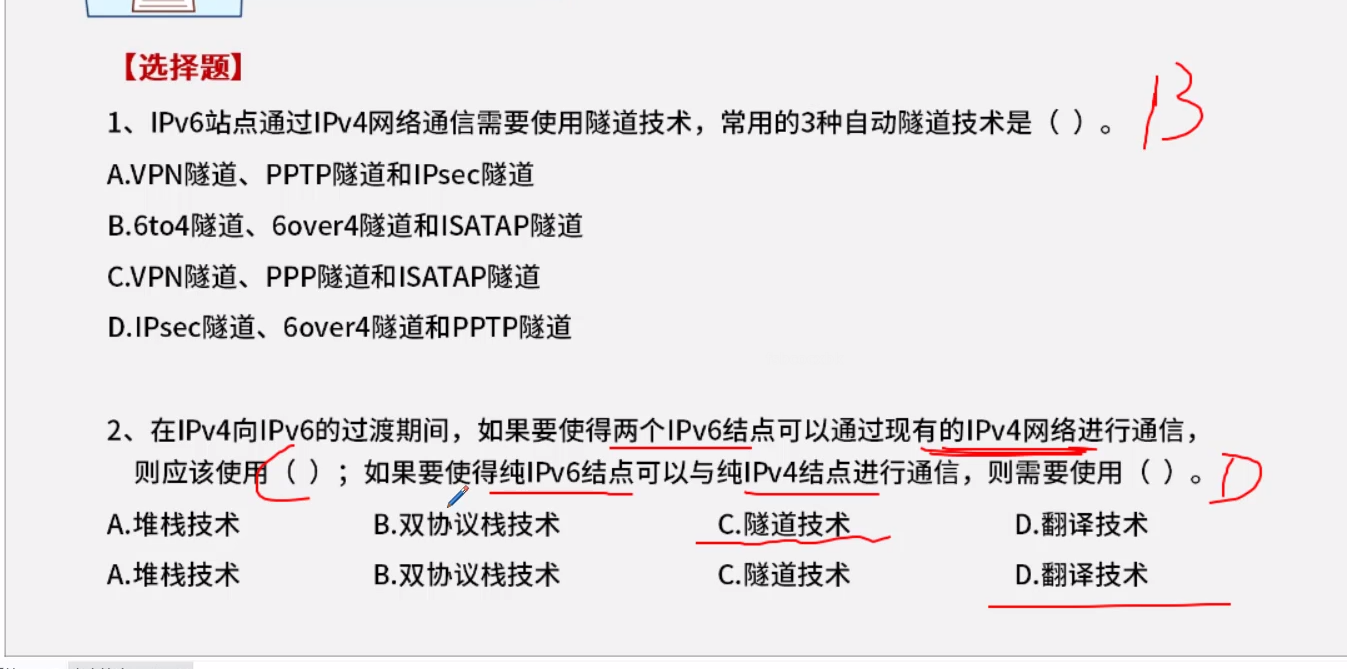 【选择题】
1、IPv6站点通过IPv4网络通信需要使用隧道技术，常用的3种自动隧道技术是（ ）。 B
A.VPN隧道、PPTP隧道和IPsec隧道
B.6to4隧道、6over4隧道和ISATAP隧道
C.VPN隧道、PPP隧道和ISATAP隧道
D.IPsec隧道、6over4隧道和PPTP隧道
2、在IPv4向IPv6的过渡期间，如果要使得两个IPv6结点可以通过现有的IPv4网络进行通信，
则应该使用（ ）；如果要使得纯IPv6结点可以与纯IPv4结点进行通信，则需要使用（ ）。 D
C
A.堆栈技术 B.双协议栈技术 C.隧道技术 D.翻译技术
A.堆栈技术 B.双协议栈技术 C.隧道技术 D.翻译技术